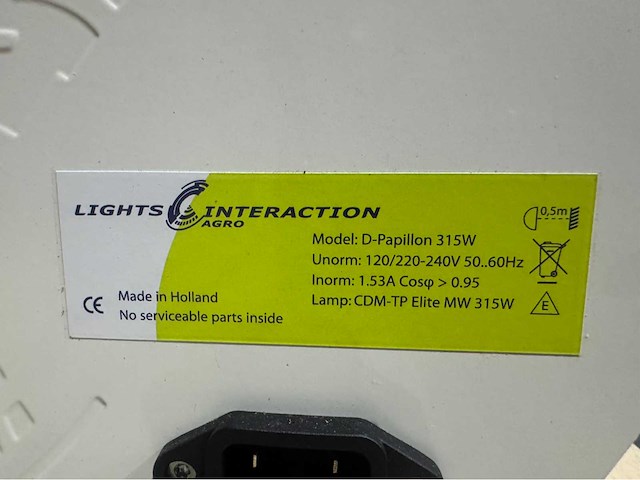 LIGHTS INTERACTION
AGRO
Model: D-Papillon 315W
Unorm: 120/220-240V 50..60Hz
Inorm: 1.53A Cosφ > 0.95
Lamp: CDM-TP Elite MW 315W
0,5m
E
CE
Made in Holland
No serviceable parts inside